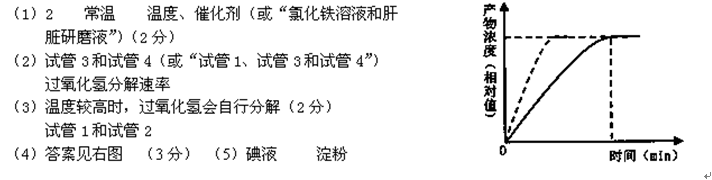 （1）2 常温 温度、催化剂（或“氯化铁溶液和肝
脏研磨液”）（2分）
（2）试管3和试管4（或“试管1、试管3和试管4”）
过氧化氢分解速率
（3）温度较高时，过氧化氢会自行分解（2分）
试管1和试管2
（4）答案见右图 （3分） （5）碘液 淀粉
产物浓度（相对值）
0
时间（min）